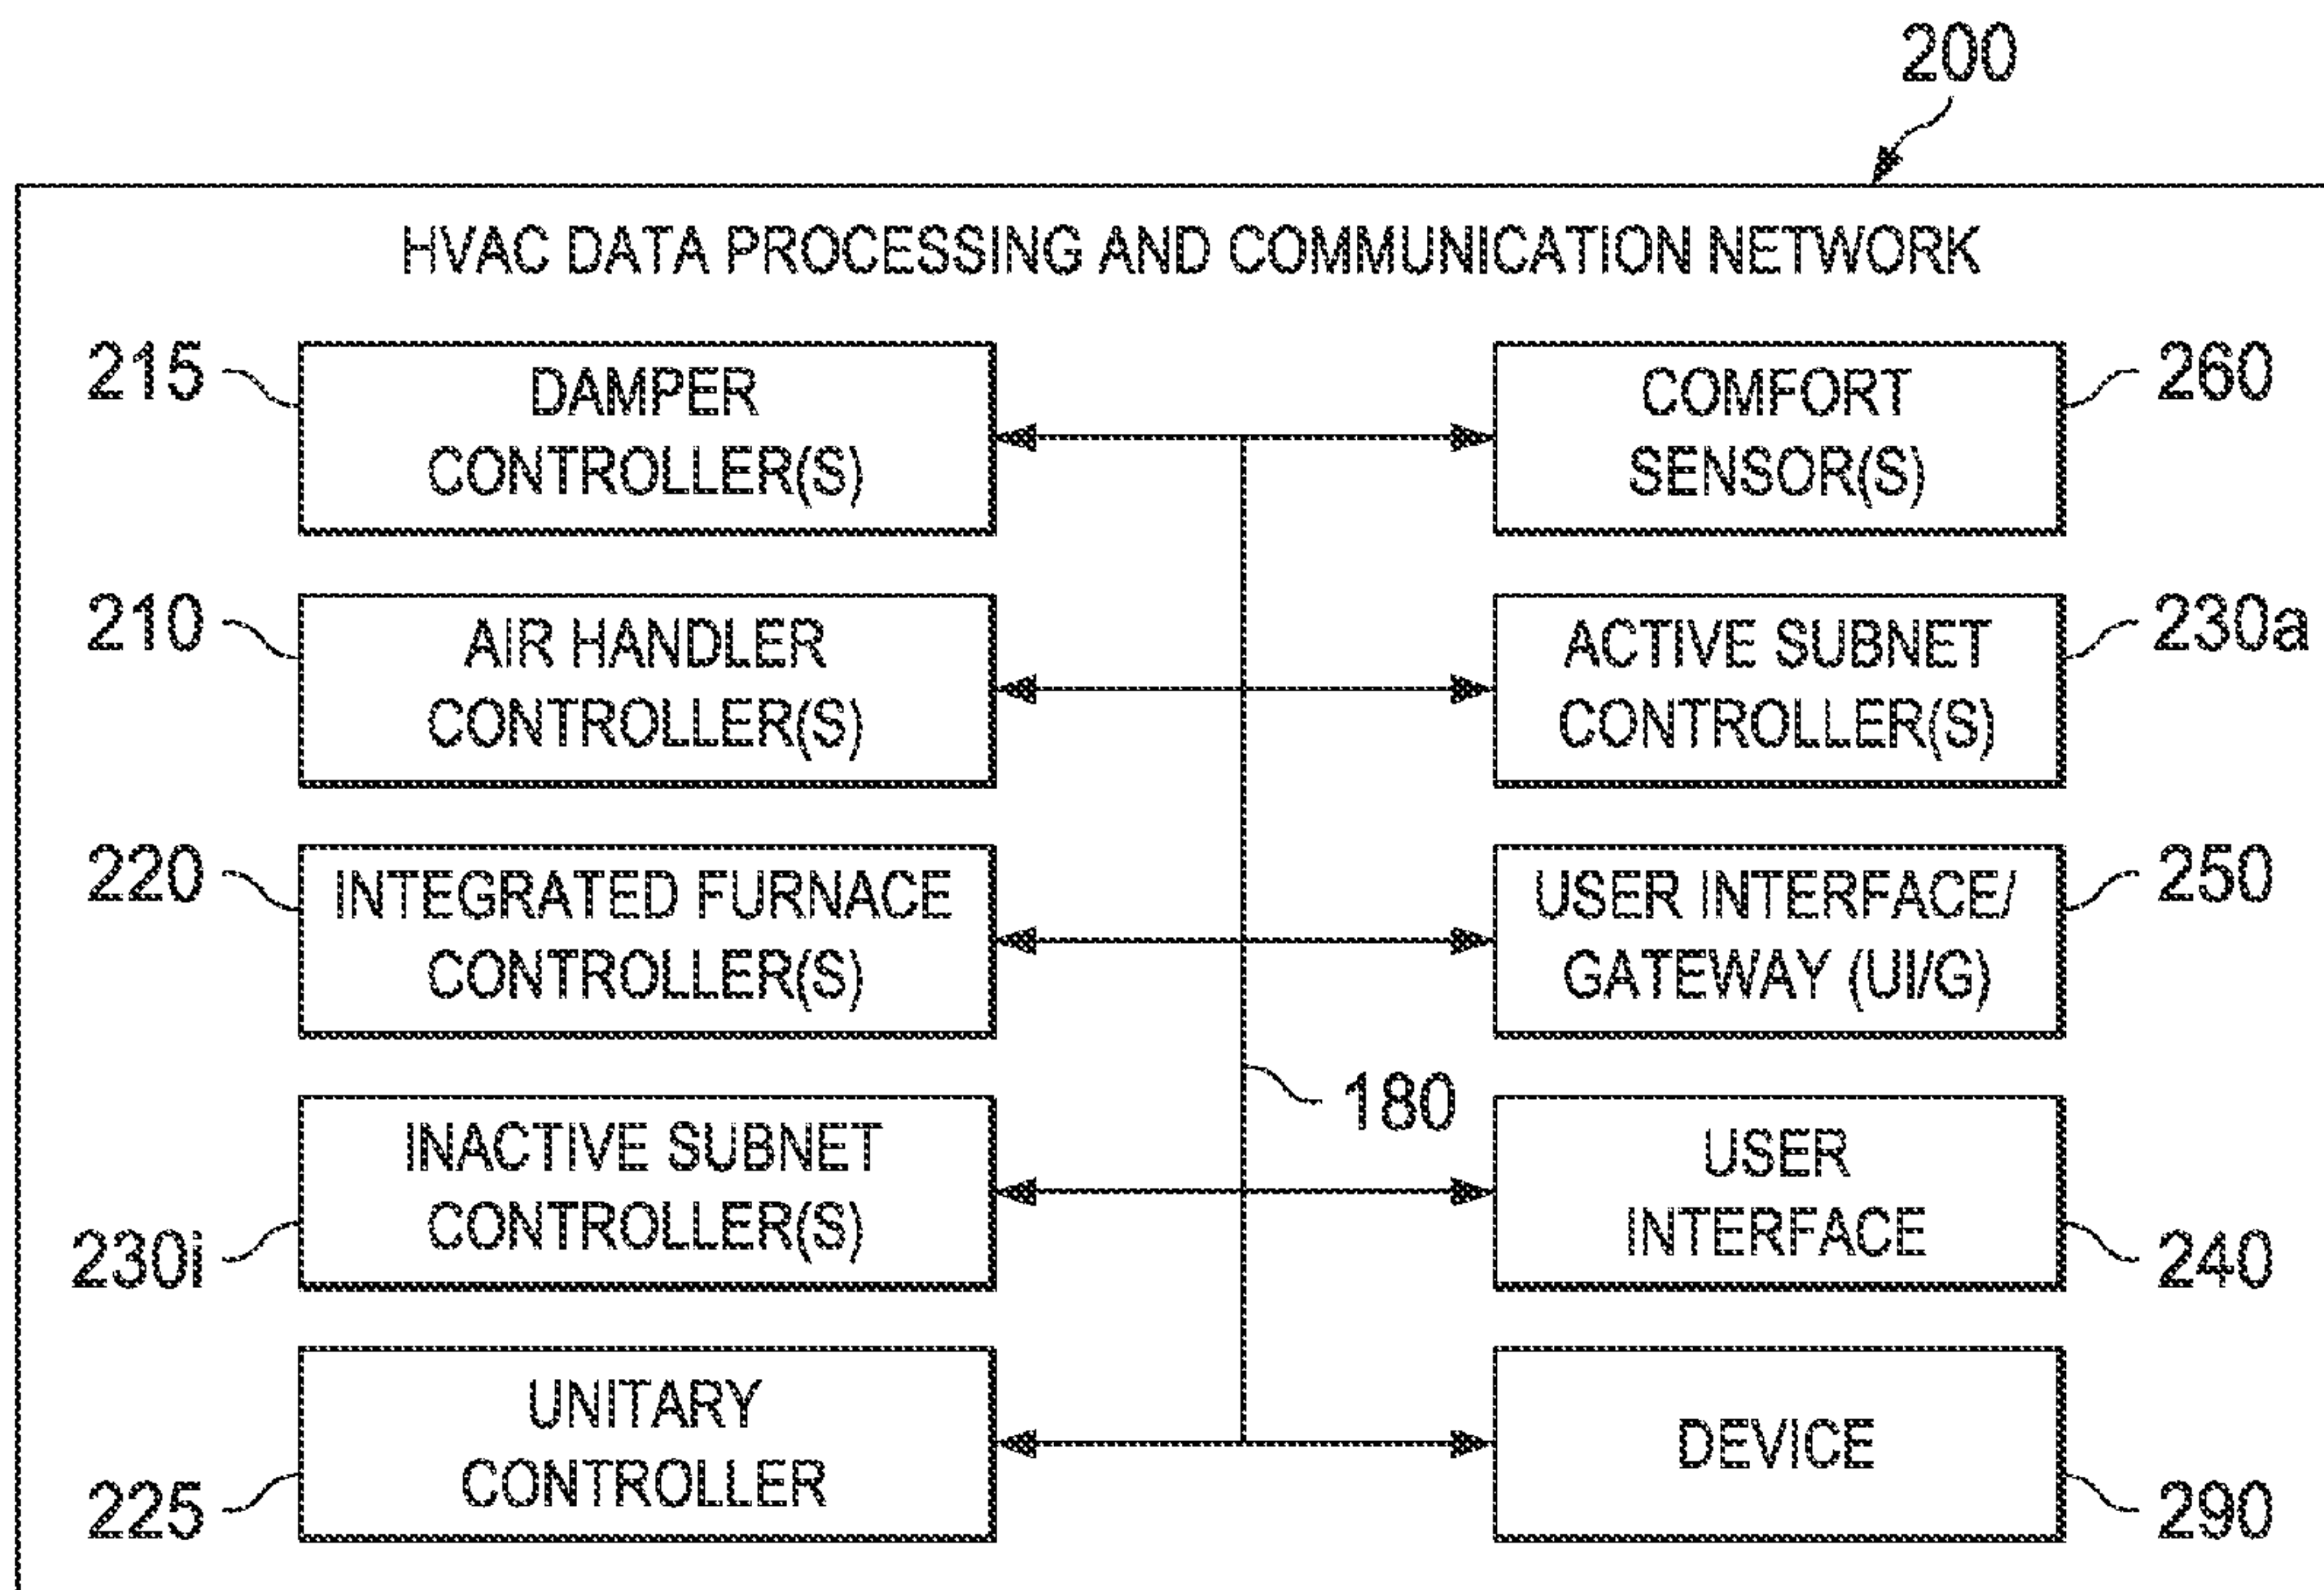 200
HVAC DATA PROCESSING AND COMMUNICATION NETWORK
215
DAMPER
CONTROLLER(S)
COMFORT
SENSOR(S)
260
210
AIR HANDLER
CONTROLLER(S)
ACTIVE SUBNET
CONTROLLER(S)
230a
220
INTEGRATED FURNACE
CONTROLLER(S)
USER INTERFACE/
GATEWAY (UI/G)
250
180
230i
INACTIVE SUBNET
CONTROLLER(S)
USER
INTERFACE
240
225
UNITARY
CONTROLLER
DEVICE
290